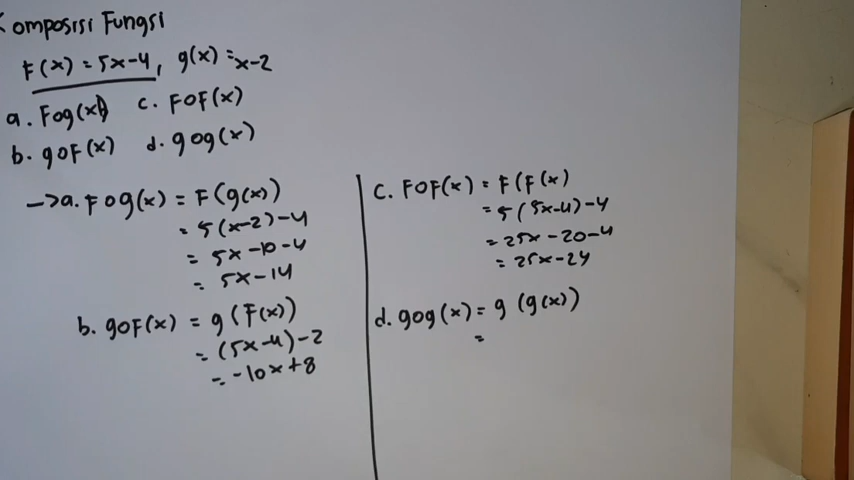 Komposisi Fungsi
F(x) = 5x-4, g(x) = x-2
a. Fog(x) c. FOF(x)
b. goF(x) d. gog(x)
->a. FOg(x) = F(g(x))
= 5(x-2)-4
= 5x-10-4
= 5x-14
b. goF(x) = g(F(x))
= (5x-4)-2
= -10x+8
c. FOF(x) = F(F(x)
= 5(5x-4)-4
= 25x-20-4
= 25x-24
d. gog(x) = g (g(x))
=